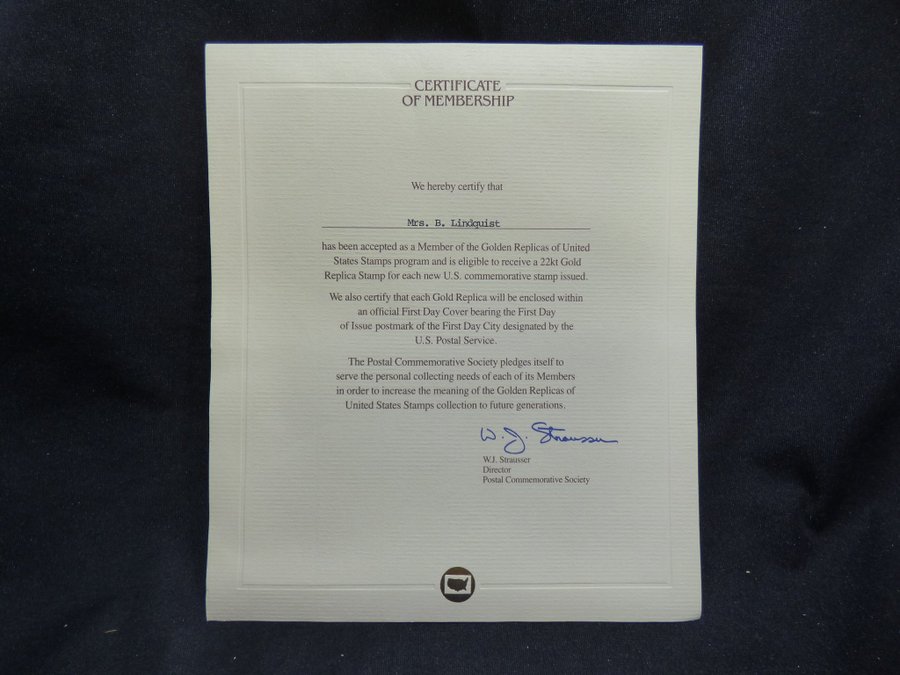 CERTIFICATE
OF MEMBERSHIP
We hereby certify that
Mrs. B. Lindquist
has been accepted as a Member of the Golden Replicas of United
States Stamps program and is eligible to receive a 22kt Gold
Replica Stamp for each new U.S. commemorative stamp issued.
We also certify that each Gold Replica will be enclosed within
an official First Day Cover bearing the First Day
of Issue postmark of the First Day City designated by the
U.S. Postal Service.
The Postal Commemorative Society pledges itself to
serve the personal collecting needs of each of its Members
in order to increase the meaning of the Golden Replicas of
United States Stamps collection to future generations.
W. J. Strausser
W.J. Strausser
Director
Postal Commemorative Society